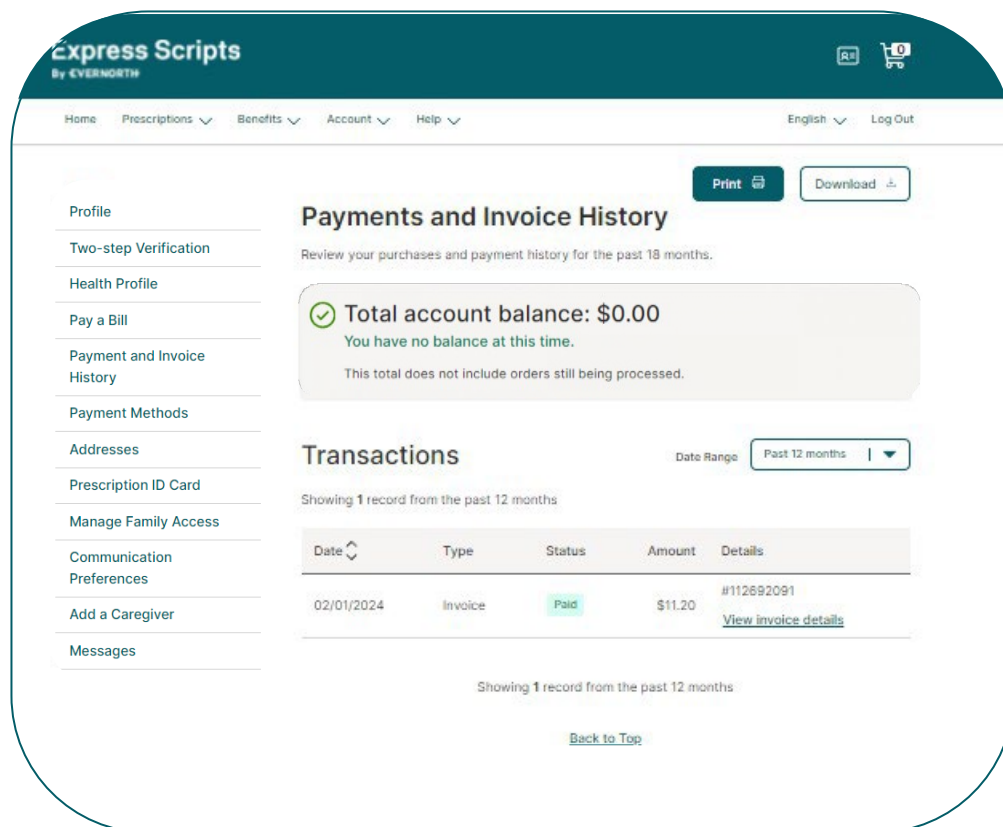 Express Scripts
By EVERNORTH
0
Home Prescriptions Benefits Account Help English Log Out
Print Download
Profile
Two-step Verification
Health Profile
Pay a Bill
Payment and Invoice
History
Payment Methods
Addresses
Prescription ID Card
Manage Family Access
Communication
Preferences
Add a Caregiver
Messages
Payments and Invoice History
Review your purchases and payment history for the past 18 months.
Total account balance: $0.00
You have no balance at this time.
This total does not include orders still being processed.
Transactions
Date Range Past 12 months
Showing 1 record from the past 12 months
Date Type Status Amount Details
02/01/2024 Invoice Paid $11.20 #112692091
View invoice details
Showing 1 record from the past 12 months
Back to Top